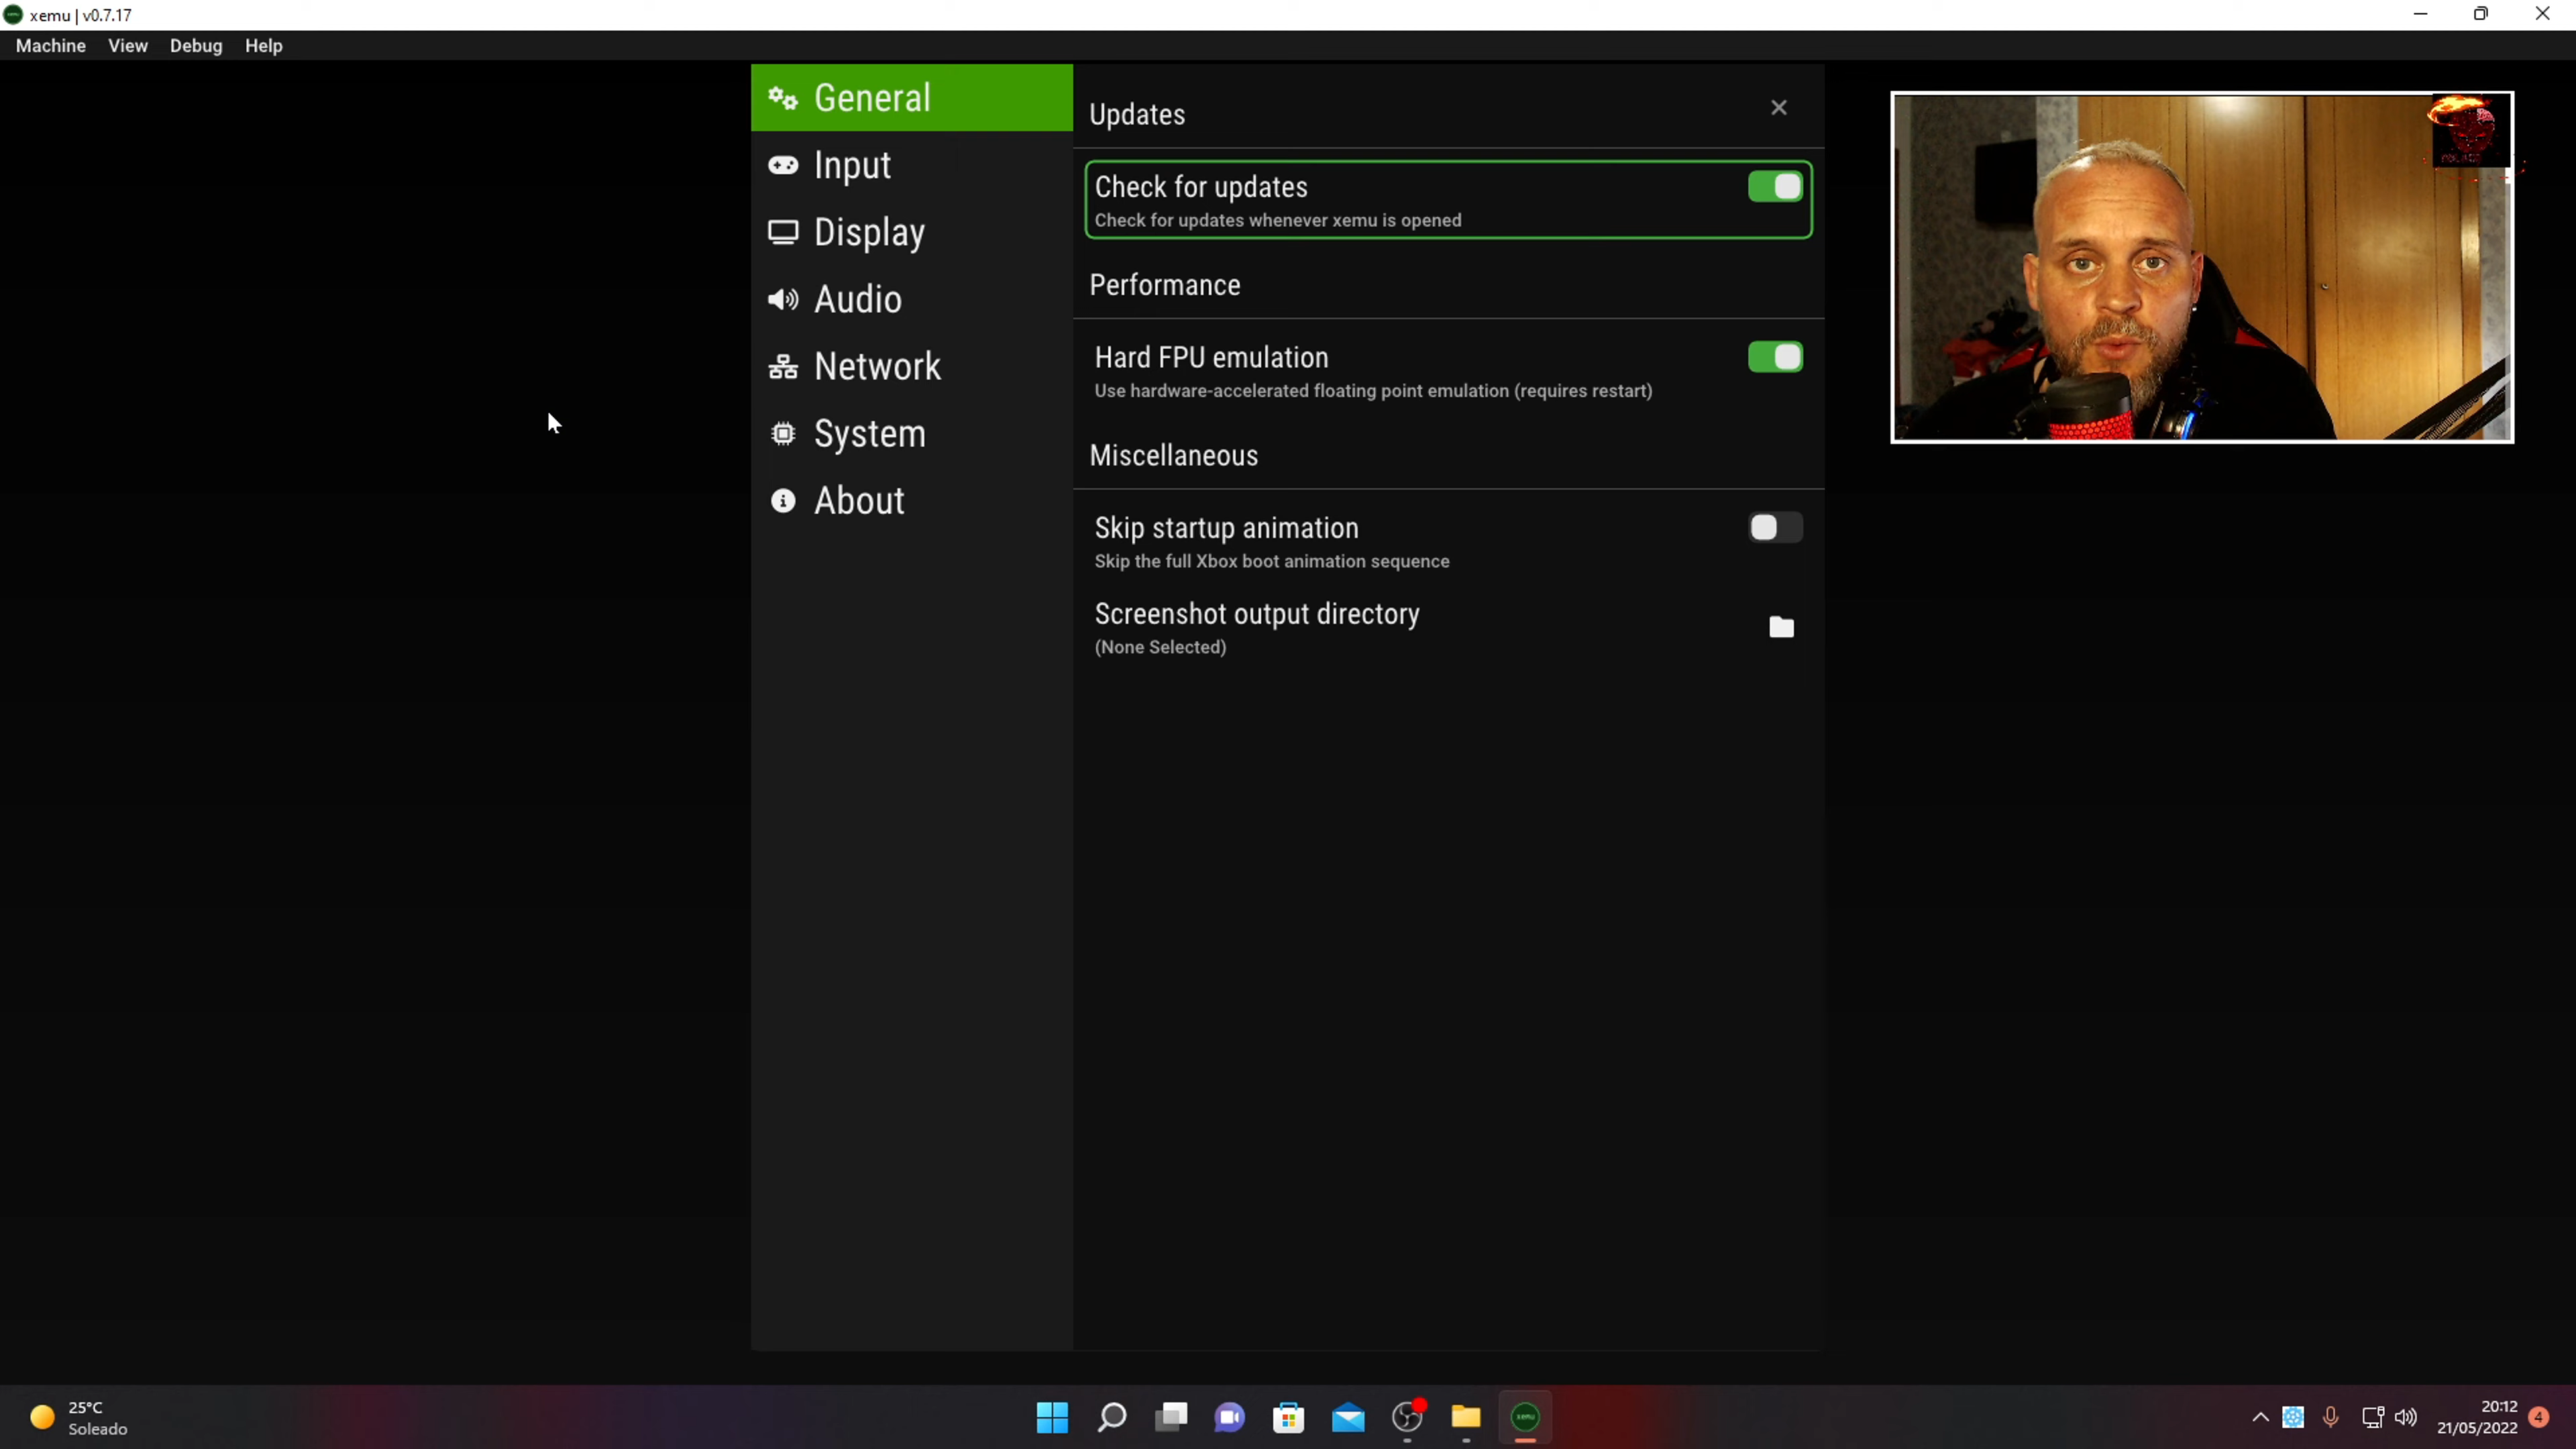 xemu | v0.7.17
Machine View Debug Help
General
Input
Display
Audio
Network
System
About
Updates
Check for updates
Check for updates whenever xemu is opened
Performance
Hard FPU emulation
Use hardware-accelerated floating point emulation (requires restart)
Miscellaneous
Skip startup animation
Skip the full Xbox boot animation sequence
Screenshot output directory
(None Selected)
25°C
Soleado
xemu
20:12
21/05/2022
4